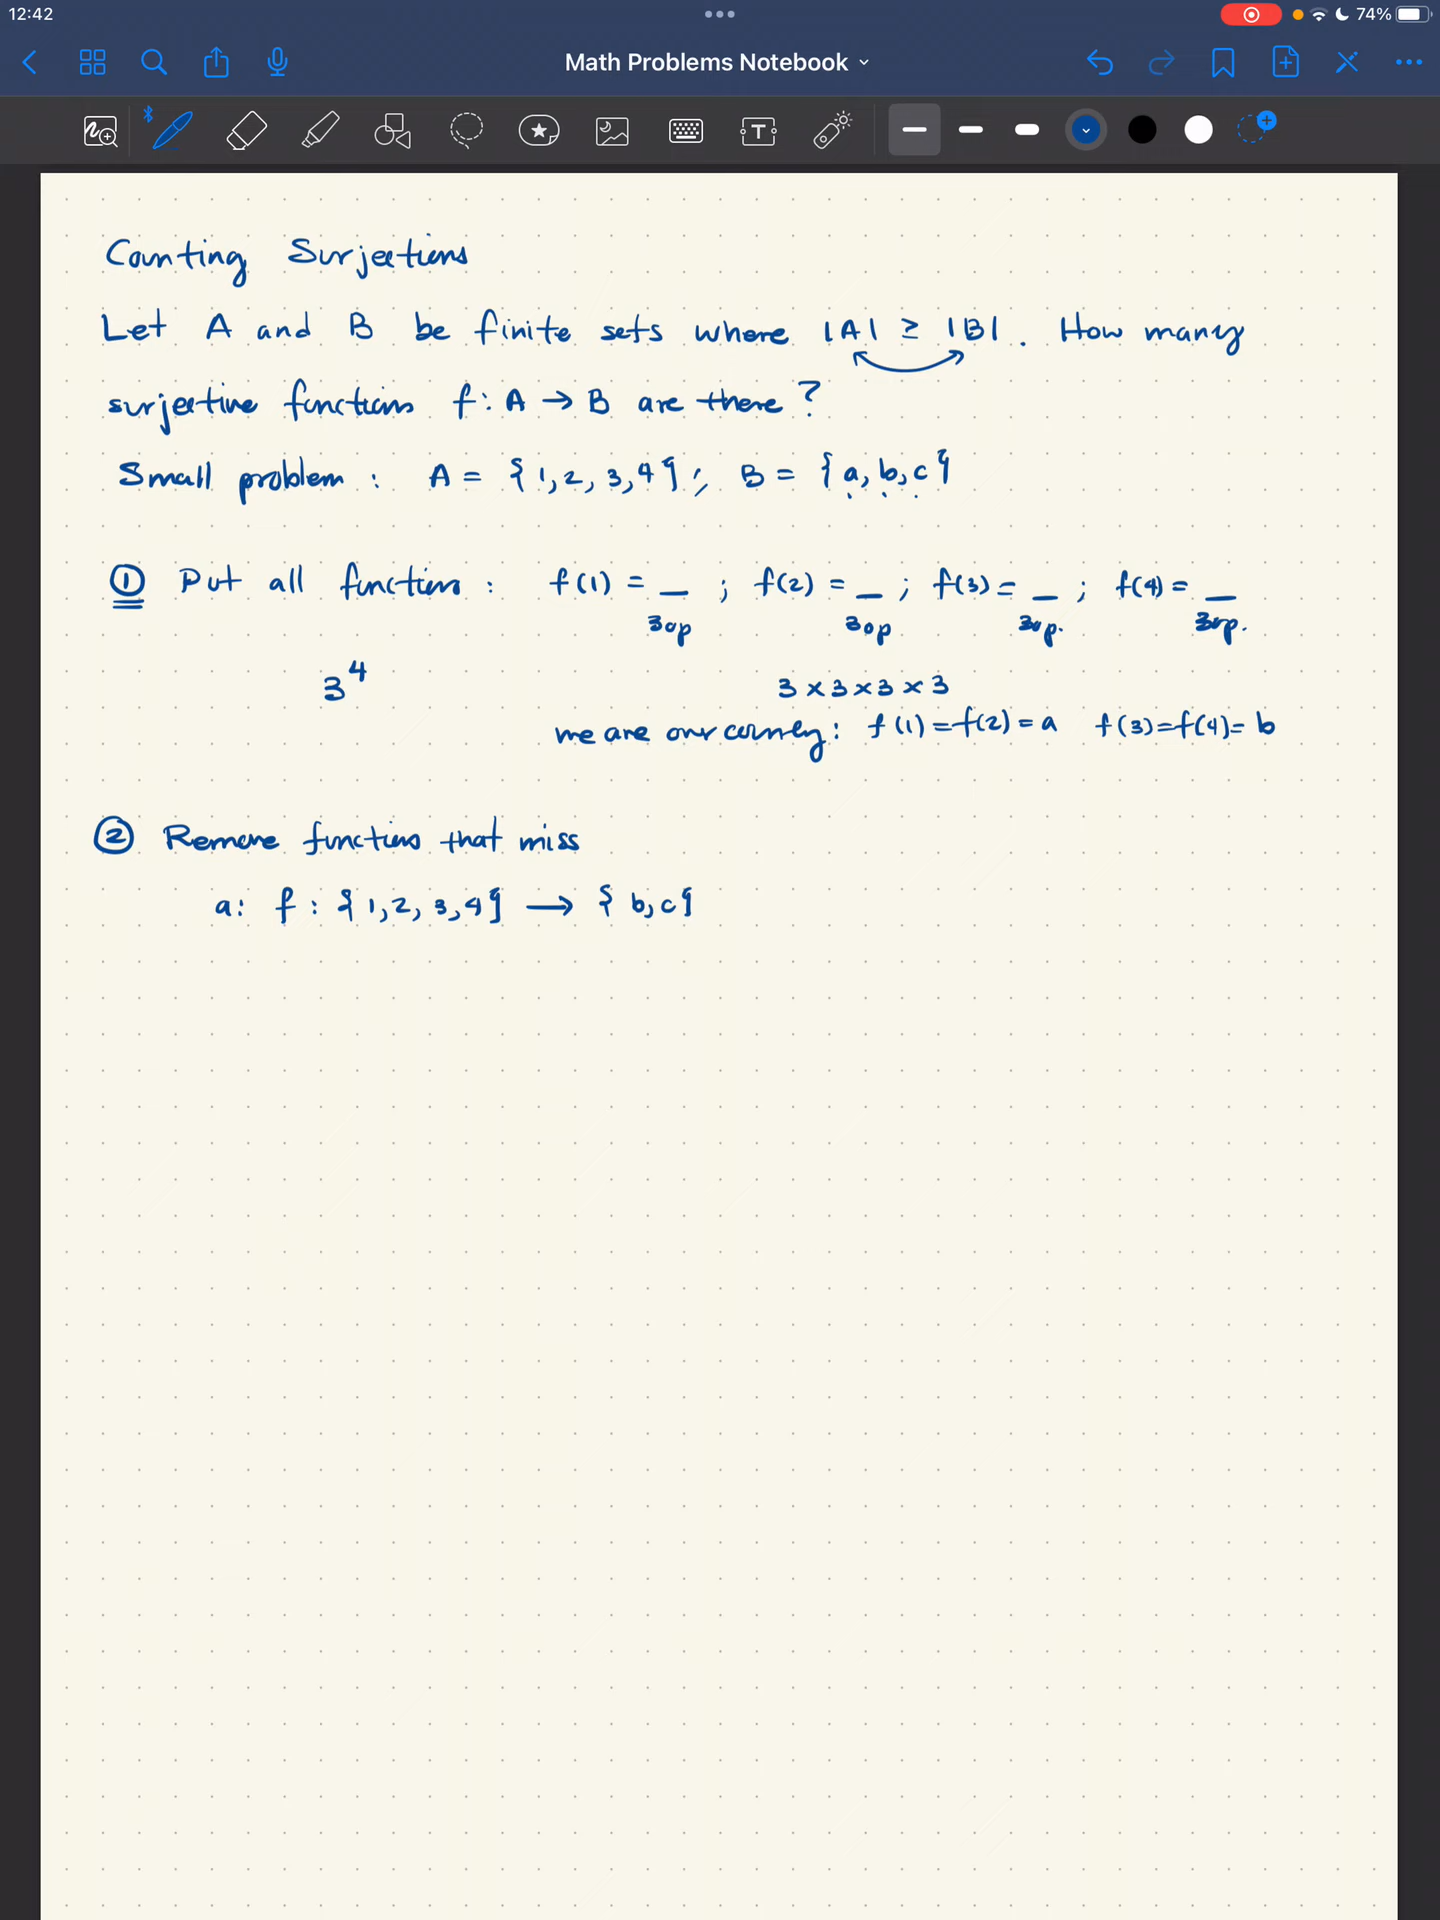 12:42
74%
Math Problems Notebook
T
Counting Surjections
Let A and B be finite sets where |A| ≥ |B|. How many
surjective functions f: A → B are there?
Small problem: A = {1,2,3,4}; B = {a,b,c}
① Put all functions: f(1) = _ ; f(2) = _ ; f(3) = _ ; f(4) = _
3op 3op 3op. 3op.
3⁴ 3×3×3×3
we are f(1)=f(2)=a f(3)=f(4)=b
② Remove functions that miss
a: f: {1,2,3,4} → {b,c}